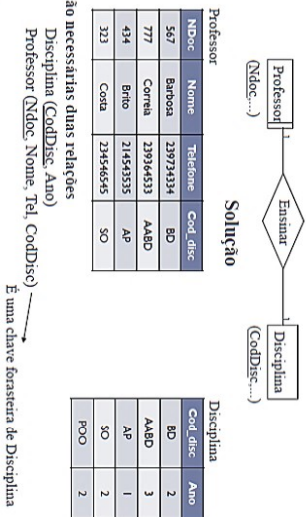 Professor
1
Ensinar
1
Disciplina
(Ndoc,...)
(CodDisc,...)
Solução
Professor
NDoc Nome Telefone Cod_disc
567 Barbosa 239734334 BD
777 Correia 239364533 AABD
434 Brito 214543535 AP
323 Costa 234546545 SO
Disciplina
Cod_disc Ano
BD 2
AABD 3
AP 1
SO 2
POO 2
ão necessárias duas relações
Disciplina (CodDisc, Ano)
Professor (Ndoc, Nome, Tel, CodDisc)
É uma chave forasteira de Disciplina